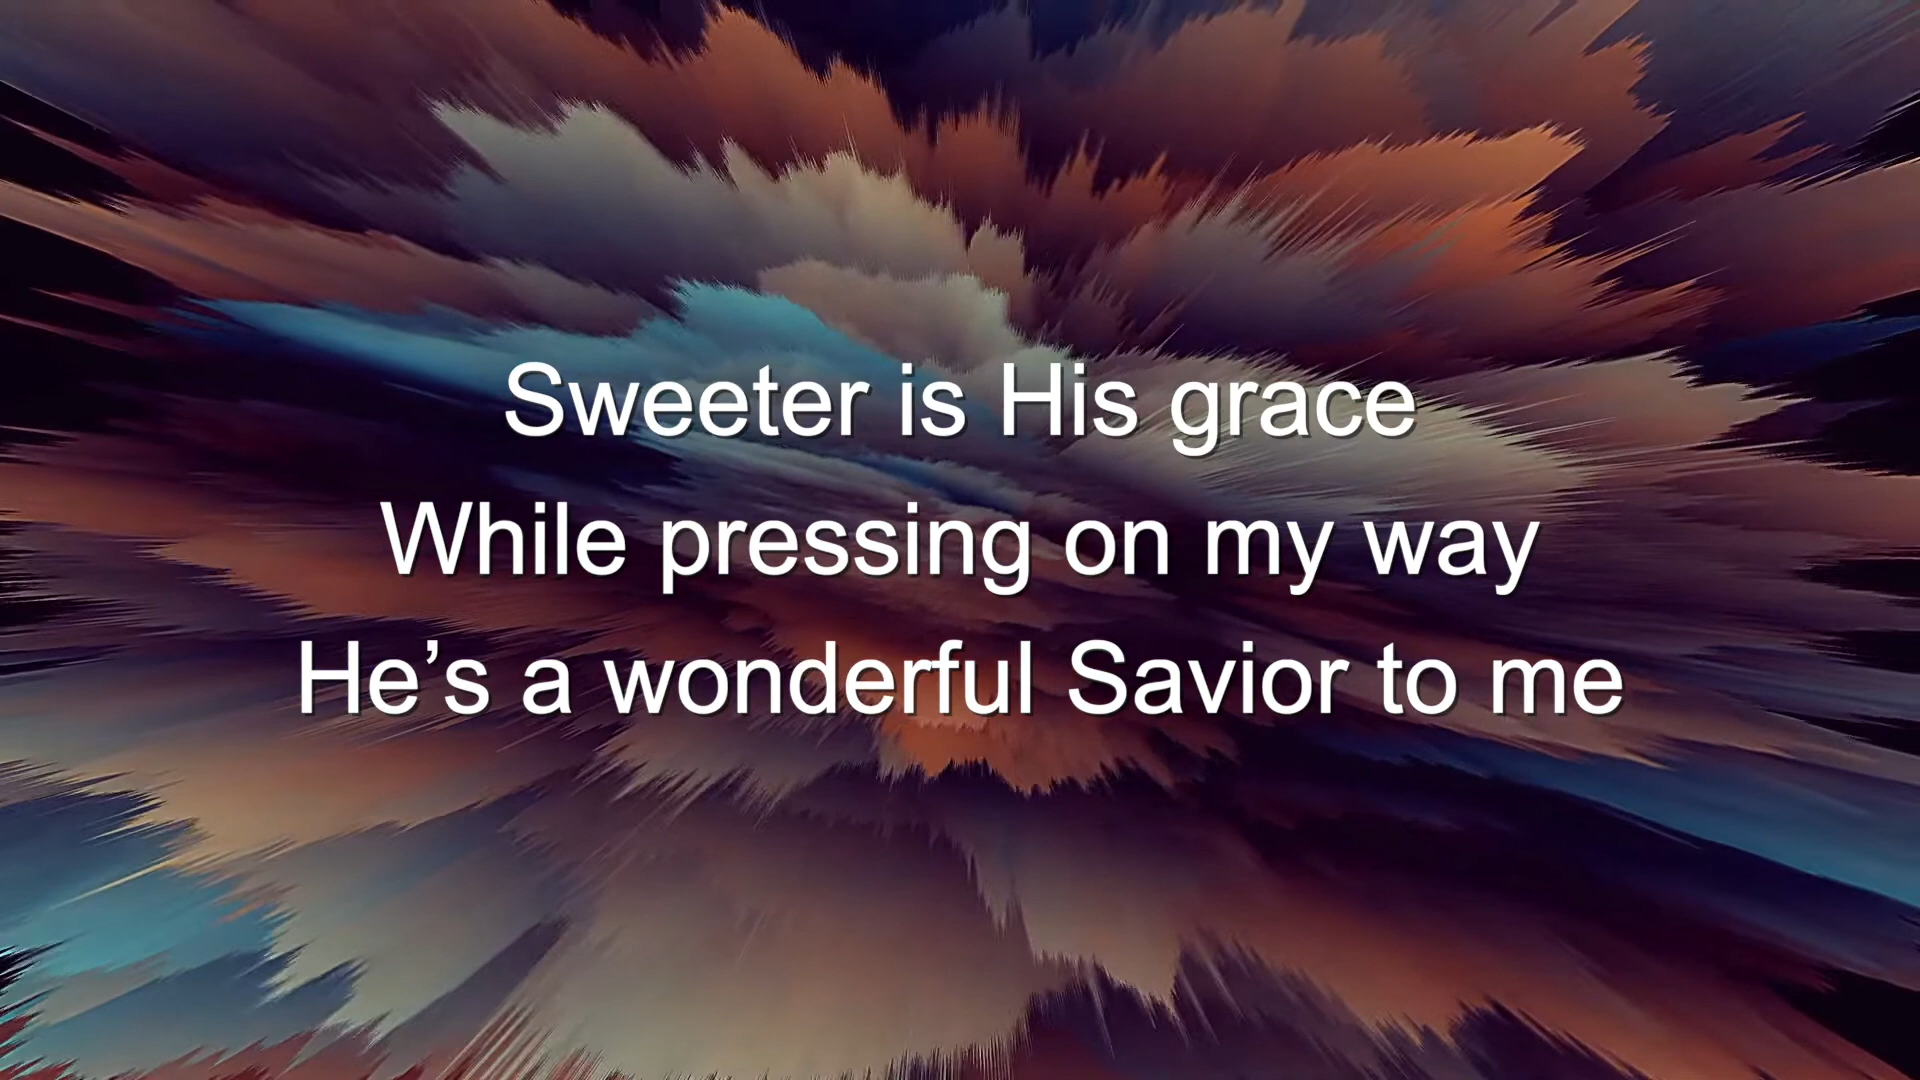 Sweeter is His grace
While pressing on my way
He’s a wonderful Savior to me